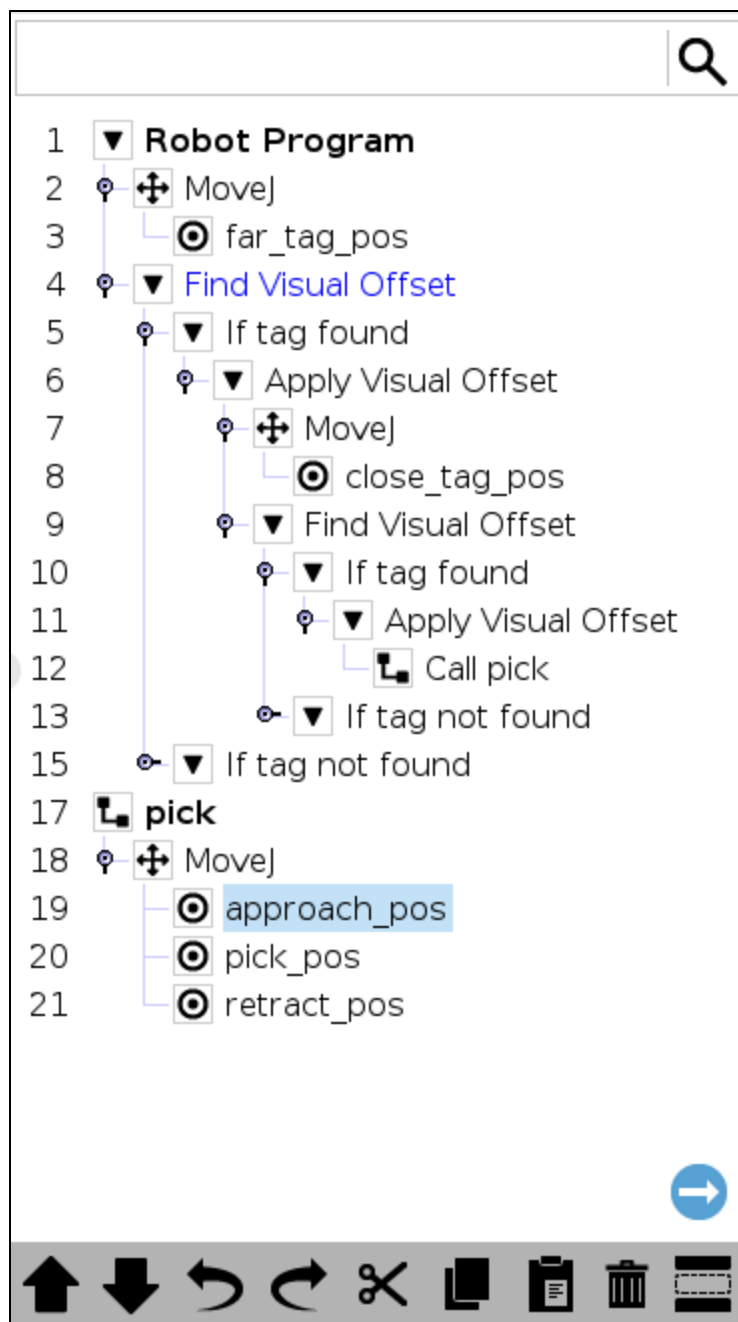 1 Robot Program
2 MoveJ
3 far_tag_pos
4 Find Visual Offset
5 If tag found
6 Apply Visual Offset
7 MoveJ
8 close_tag_pos
9 Find Visual Offset
10 If tag found
11 Apply Visual Offset
12 Call pick
13 If tag not found
15 If tag not found
17 pick
18 MoveJ
19 approach_pos
20 pick_pos
21 retract_pos